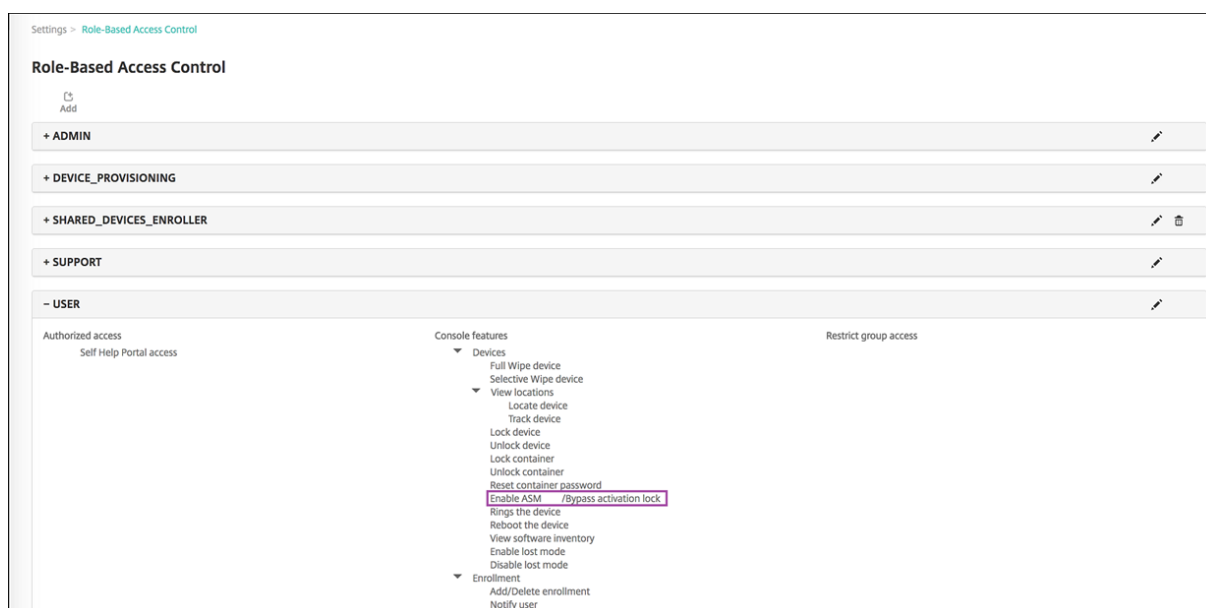 Settings > Role-Based Access Control
Role-Based Access Control
Add
+ ADMIN
+ DEVICE_PROVISIONING
+ SHARED_DEVICES_ENROLLER
+ SUPPORT
− USER
Authorized access
Self Help Portal access
Console features
Devices
Full Wipe device
Selective Wipe device
View locations
Locate device
Track device
Lock device
Unlock device
Lock container
Unlock container
Reset container password
Enable ASM /Bypass activation lock
Rings the device
Reboot the device
View software inventory
Enable lost mode
Disable lost mode
Enrollment
Add/Delete enrollment
Notify user
Restrict group access